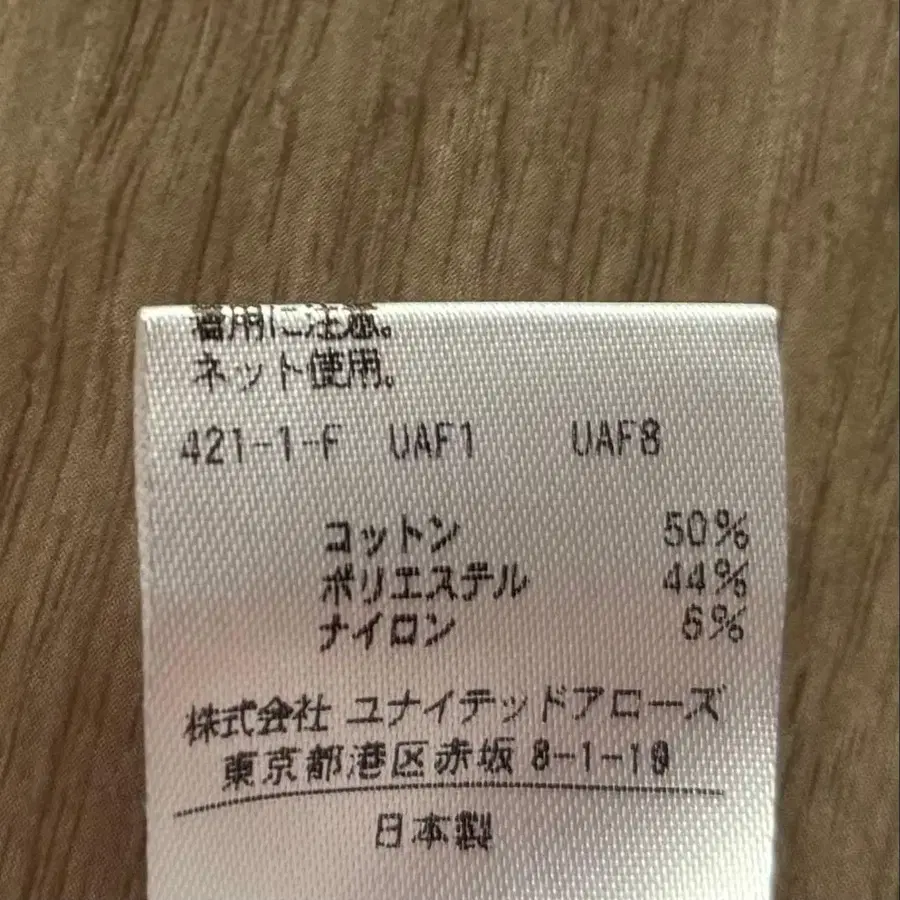 着用に注意。
ネット使用。
421-1-F UAF1 UAF8
コットン 50%
ポリエステル 44%
ナイロン 6%
株式会社 ユナイテッドアローズ
東京都港区赤坂 8-1-19
日本製